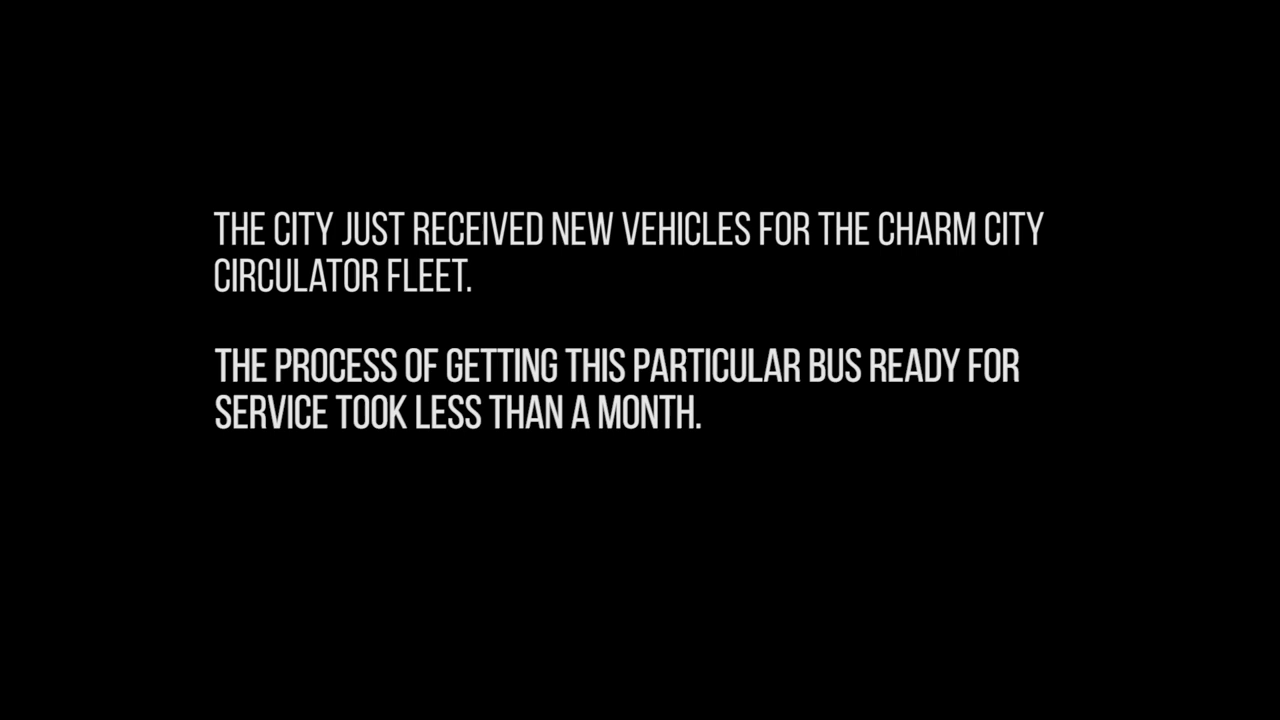 THE CITY JUST RECEIVED NEW VEHICLES FOR THE CHARM CITY
CIRCULATOR FLEET.
THE PROCESS OF GETTING THIS PARTICULAR BUS READY FOR
SERVICE TOOK LESS THAN A MONTH.